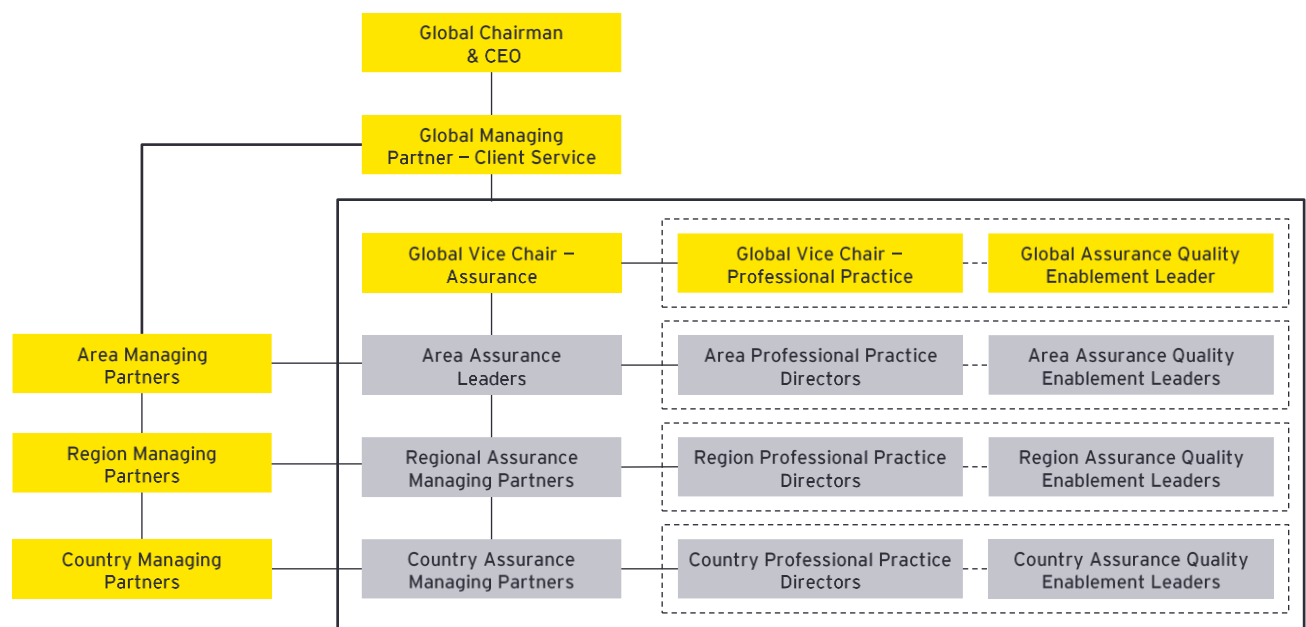 Global Chairman
& CEO
Global Managing
Partner – Client Service
Global Vice Chair –
Assurance
Global Vice Chair –
Professional Practice
Global Assurance Quality
Enablement Leader
Area Managing
Partners
Area Assurance
Leaders
Area Professional Practice
Directors
Area Assurance Quality
Enablement Leaders
Region Managing
Partners
Regional Assurance
Managing Partners
Region Professional Practice
Directors
Region Assurance Quality
Enablement Leaders
Country Managing
Partners
Country Assurance
Managing Partners
Country Professional Practice
Directors
Country Assurance Quality
Enablement Leaders